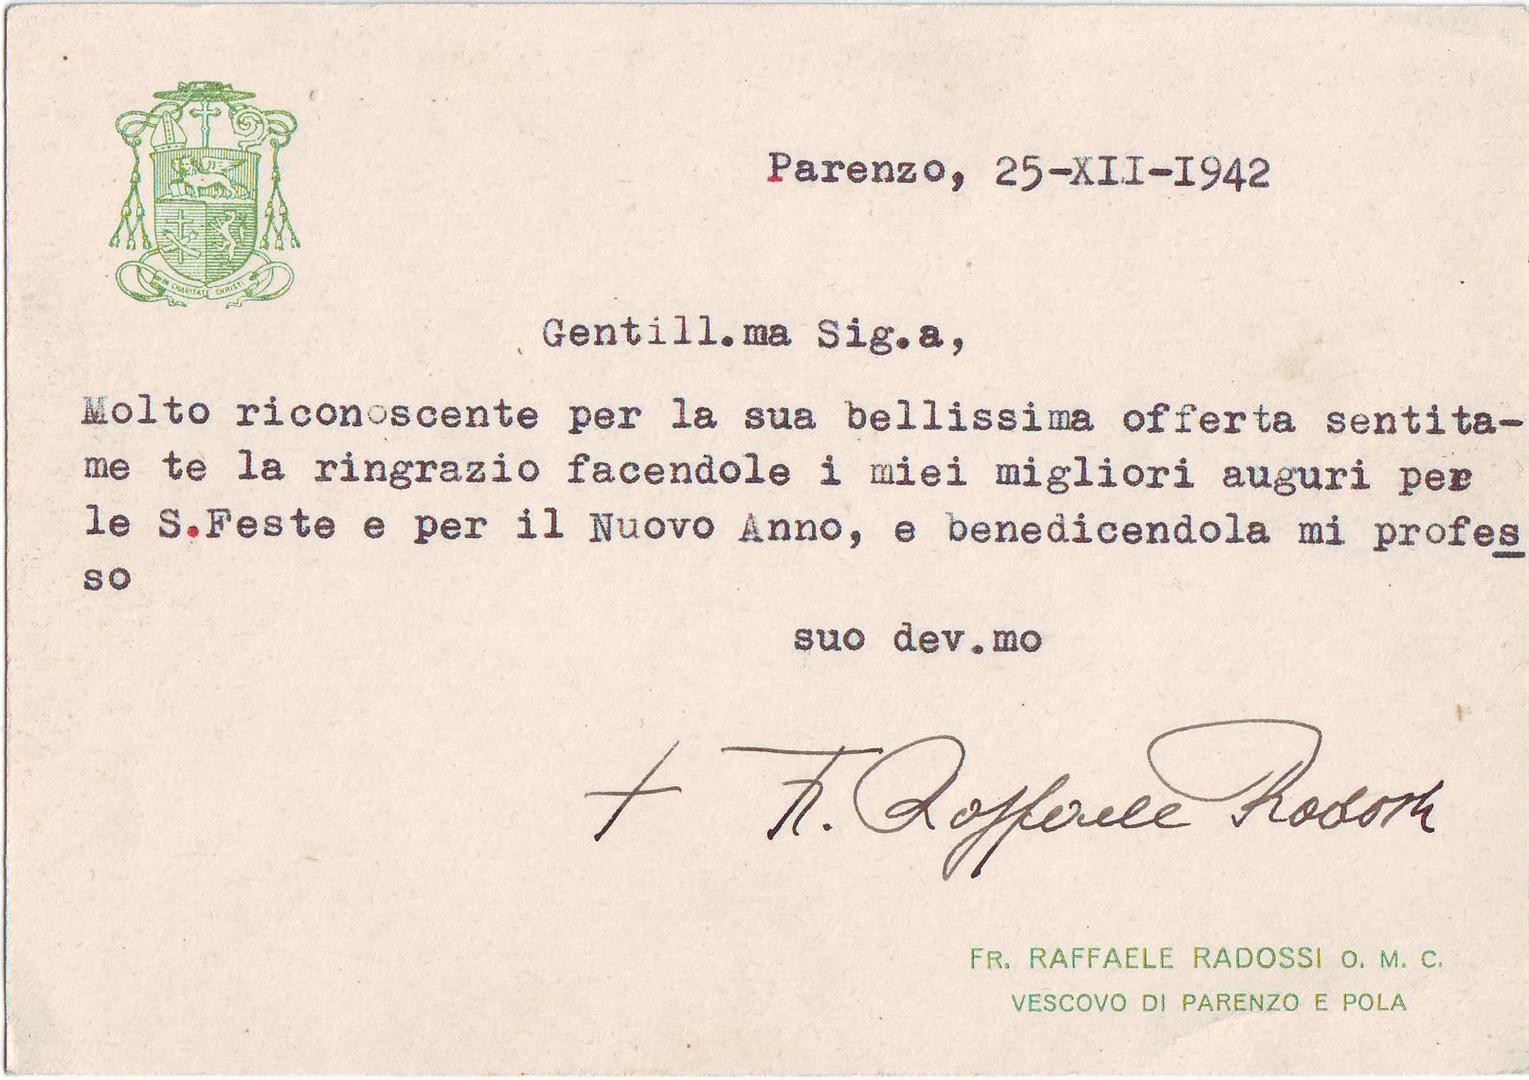 IN CHARITATE CHRISTI
Parenzo, 25-XII-1942
Gentill.ma Sig.a,
Molto riconoscente per la sua bellissima offerta sentita-
me te la ringrazio facendole i miei migliori auguri per
le S.Feste e per il Nuovo Anno, e benedicendola mi profes
so
suo dev.mo
+ Fr. Raffaele Radossi
FR. RAFFAELE RADOSSI O. M. C.
VESCOVO DI PARENZO E POLA